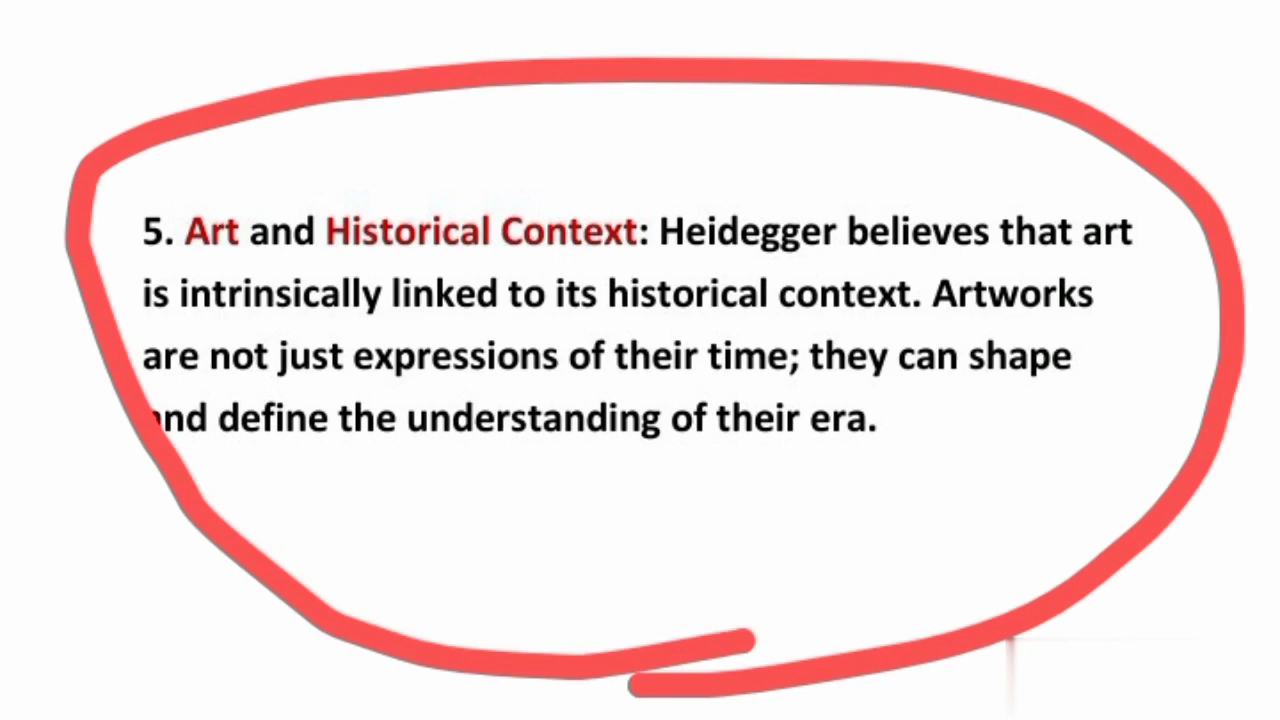 5. Art and Historical Context: Heidegger believes that art
is intrinsically linked to its historical context. Artworks
are not just expressions of their time; they can shape
and define the understanding of their era.